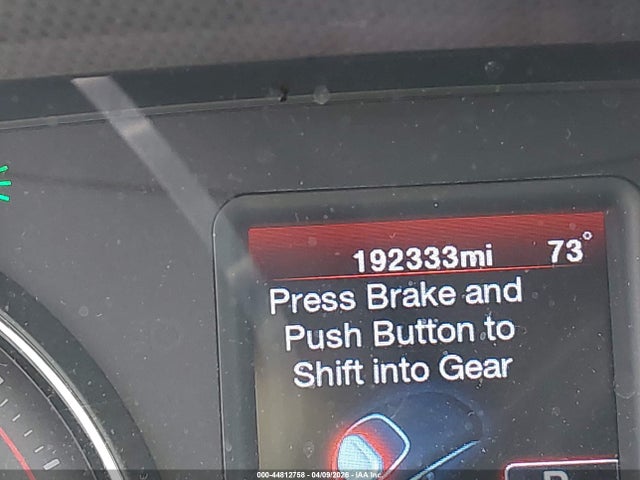 192333mi 73°
Press Brake and
Push Button to
Shift into Gear
000-44812758 - 04/09/2026 - IAA Inc.